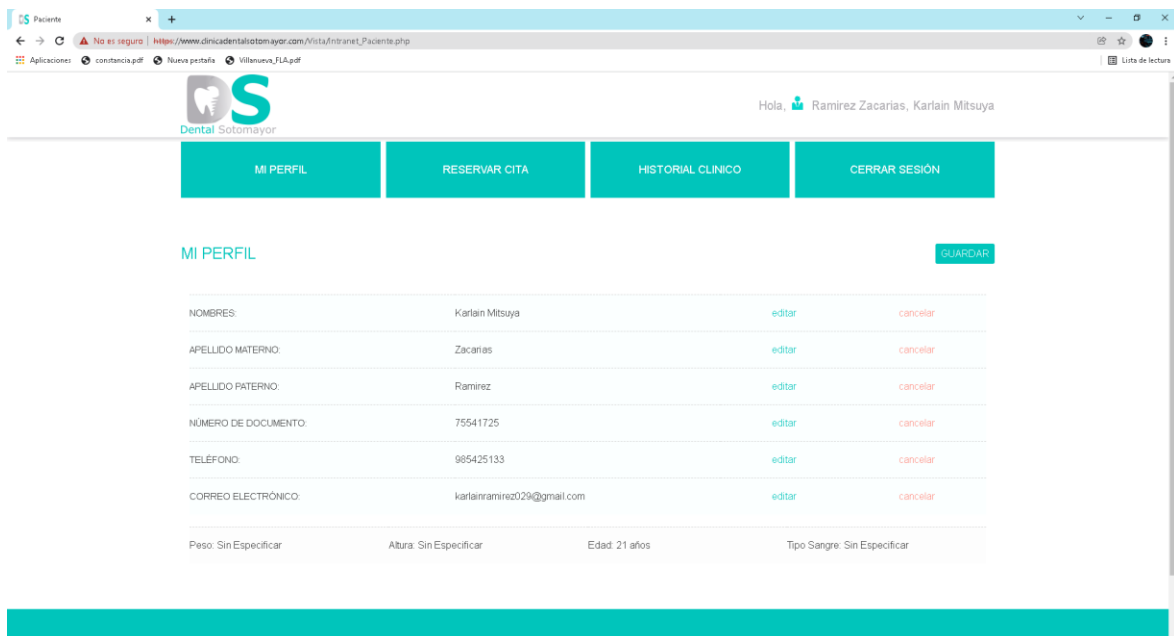 DS Paciente
No es seguro | https://www.clinicadentalsotomayor.com/Vista/Intranet_Paciente.php
Aplicaciones constancia.pdf Nueva pestaña Villanueva_FLA.pdf Lista de lectura
DS
Dental Sotomayor
Hola, Ramirez Zacarias, Karlain Mitsuya
MI PERFIL RESERVAR CITA HISTORIAL CLINICO CERRAR SESIÓN
MI PERFIL GUARDAR
NOMBRES: Karlain Mitsuya editar cancelar
APELLIDO MATERNO: Zacarias editar cancelar
APELLIDO PATERNO: Ramirez editar cancelar
NÚMERO DE DOCUMENTO: 75541725 editar cancelar
TELÉFONO: 985425133 editar cancelar
CORREO ELECTRÓNICO: karlainramirez029@gmail.com editar cancelar
Peso: Sin Especificar Altura: Sin Especificar Edad: 21 años Tipo Sangre: Sin Especificar